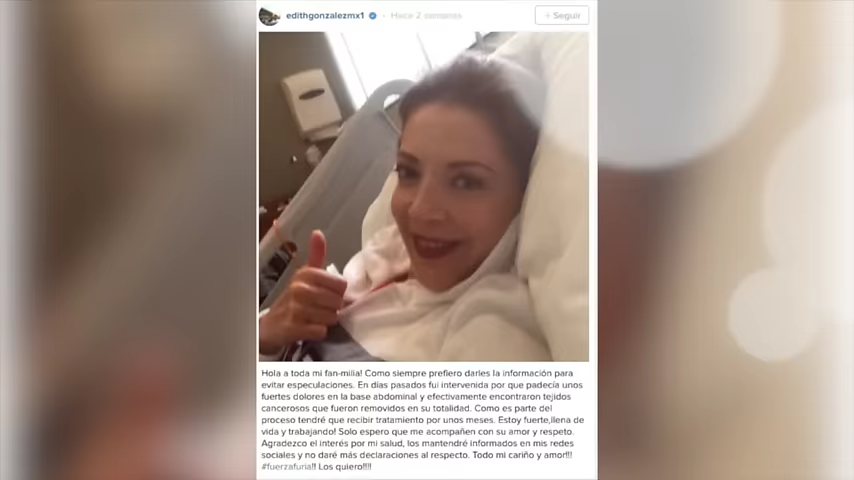 edithgonzalezmx1 • Hace 2 semanas
+ Seguir
Hola a toda mi fan-milia! Como siempre prefiero darles la información para
evitar especulaciones. En días pasados fui intervenida por que padecía unos
fuertes dolores en la base abdominal y efectivamente encontraron tejidos
cancerosos que fueron removidos en su totalidad. Como es parte del
proceso tendré que recibir tratamiento por unos meses. Estoy fuerte,llena de
vida y trabajando! Solo espero que me acompañen con su amor y respeto.
Agradezco el interés por mi salud, los mantendré informados en mis redes
sociales y no daré más declaraciones al respecto. Todo mi cariño y amor!!!
#fuerzafuria!! Los quiero!!!!